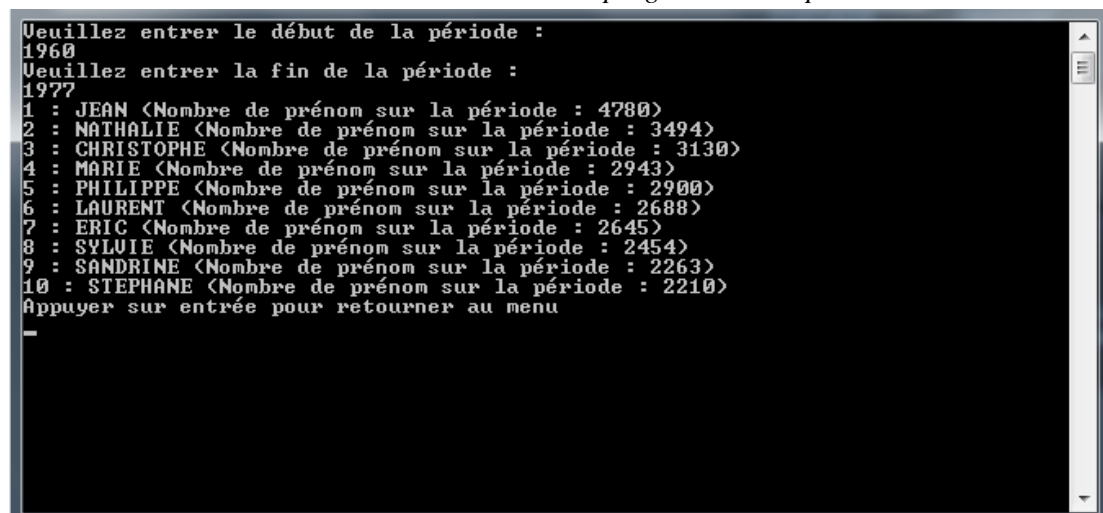 Veuillez entrer le début de la période :
1960
Veuillez entrer la fin de la période :
1977
1 : JEAN (Nombre de prénom sur la période : 4780)
2 : NATHALIE (Nombre de prénom sur la période : 3494)
3 : CHRISTOPHE (Nombre de prénom sur la période : 3130)
4 : MARIE (Nombre de prénom sur la période : 2943)
5 : PHILIPPE (Nombre de prénom sur la période : 2900)
6 : LAURENT (Nombre de prénom sur la période : 2688)
7 : ERIC (Nombre de prénom sur la période : 2645)
8 : SYLVIE (Nombre de prénom sur la période : 2454)
9 : SANDRINE (Nombre de prénom sur la période : 2263)
10 : STEPHANE (Nombre de prénom sur la période : 2210)
Appuyer sur entrée pour retourner au menu